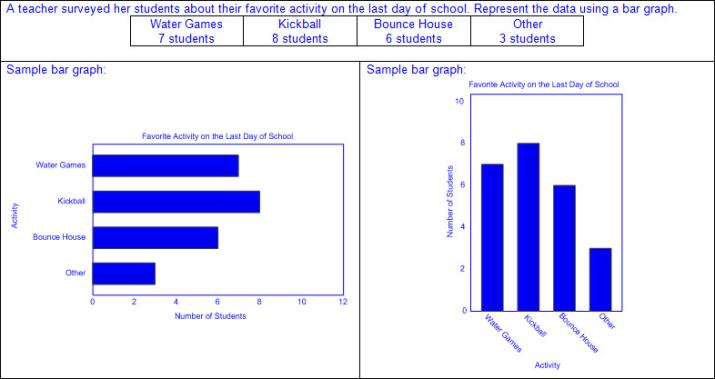 A teacher surveyed her students about their favorite activity on the last day of school. Represent the data using a bar graph.
Water Games Kickball Bounce House Other
7 students 8 students 6 students 3 students
Sample bar graph:
Favorite Activity on the Last Day of School
Activity
Water Games
Kickball
Bounce House
Other
0 2 4 6 8 10 12
Number of Students
Sample bar graph:
Favorite Activity on the Last Day of School
Number of Students
10
8
6
4
2
0
Water Games Kickball Bounce House Other
Activity